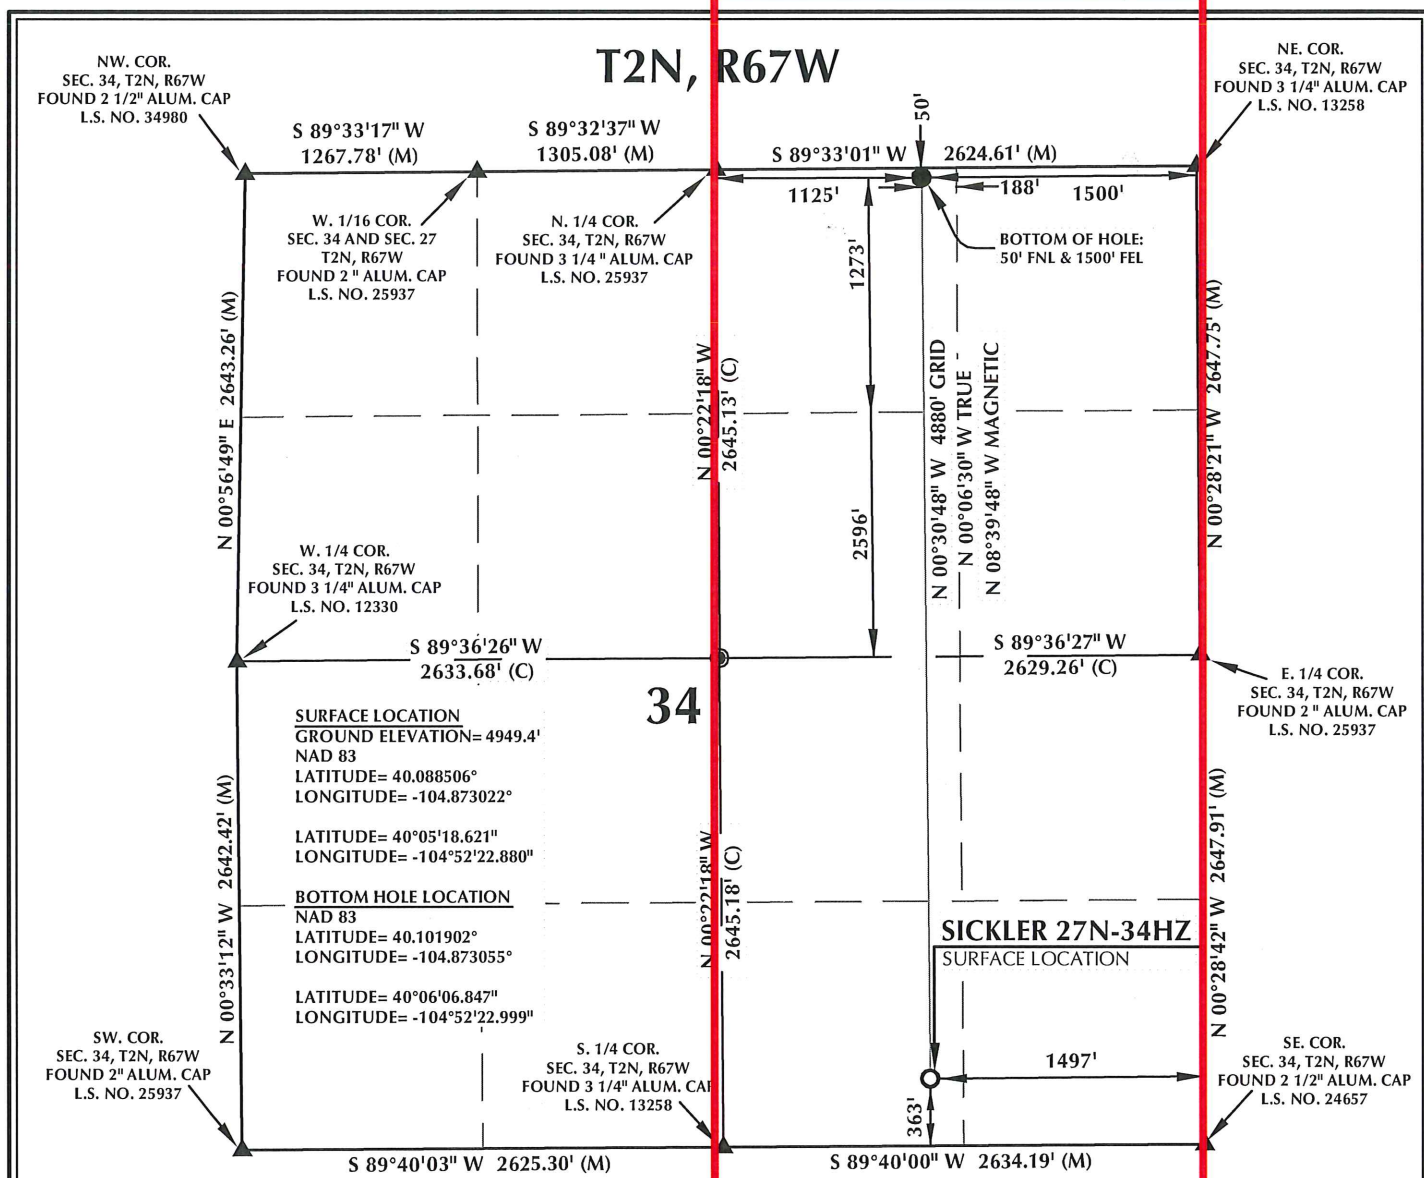 T2N, R67W
NW. COR.
SEC. 34, T2N, R67W
FOUND 2 1/2" ALUM. CAP
L.S. NO. 34980
NE. COR.
SEC. 34, T2N, R67W
FOUND 3 1/4" ALUM. CAP
L.S. NO. 13258
S 89°33'17" W
1267.78' (M)
S 89°32'37" W
1305.08' (M)
S 89°33'01" W 2624.61' (M)
50'
1125'
188'
1500'
W. 1/16 COR.
SEC. 34 AND SEC. 27
T2N, R67W
FOUND 2 " ALUM. CAP
L.S. NO. 25937
N. 1/4 COR.
SEC. 34, T2N, R67W
FOUND 3 1/4 " ALUM. CAP
L.S. NO. 25937
BOTTOM OF HOLE:
50' FNL & 1500' FEL
1273'
N 00°56'49" E 2643.26' (M)
N 00°22'18" W
2645.13' (C)
N 00°30'48" W 4880' GRID
N 00°06'30" W TRUE
N 08°39'48" W MAGNETIC
N 00°28'21" W 2647.75' (M)
2596'
W. 1/4 COR.
SEC. 34, T2N, R67W
FOUND 3 1/4" ALUM. CAP
L.S. NO. 12330
S 89°36'26" W
2633.68' (C)
S 89°36'27" W
2629.26' (C)
E. 1/4 COR.
SEC. 34, T2N, R67W
FOUND 2 " ALUM. CAP
L.S. NO. 25937
34
SURFACE LOCATION
GROUND ELEVATION= 4949.4'
NAD 83
LATITUDE= 40.088506°
LONGITUDE= -104.873022°
LATITUDE= 40°05'18.621"
LONGITUDE= -104°52'22.880"
BOTTOM HOLE LOCATION
NAD 83
LATITUDE= 40.101902°
LONGITUDE= -104.873055°
LATITUDE= 40°06'06.847"
LONGITUDE= -104°52'22.999"
N 00°33'12" W 2642.42' (M)
N 00°22'18" W
2645.18' (C)
N 00°28'42" W 2647.91' (M)
SICKLER 27N-34HZ
SURFACE LOCATION
SW. COR.
SEC. 34, T2N, R67W
FOUND 2" ALUM. CAP
L.S. NO. 25937
S. 1/4 COR.
SEC. 34, T2N, R67W
FOUND 3 1/4" ALUM. CAP
L.S. NO. 13258
1497'
363'
SE. COR.
SEC. 34, T2N, R67W
FOUND 2 1/2" ALUM. CAP
L.S. NO. 24657
S 89°40'03" W 2625.30' (M)
S 89°40'00" W 2634.19' (M)